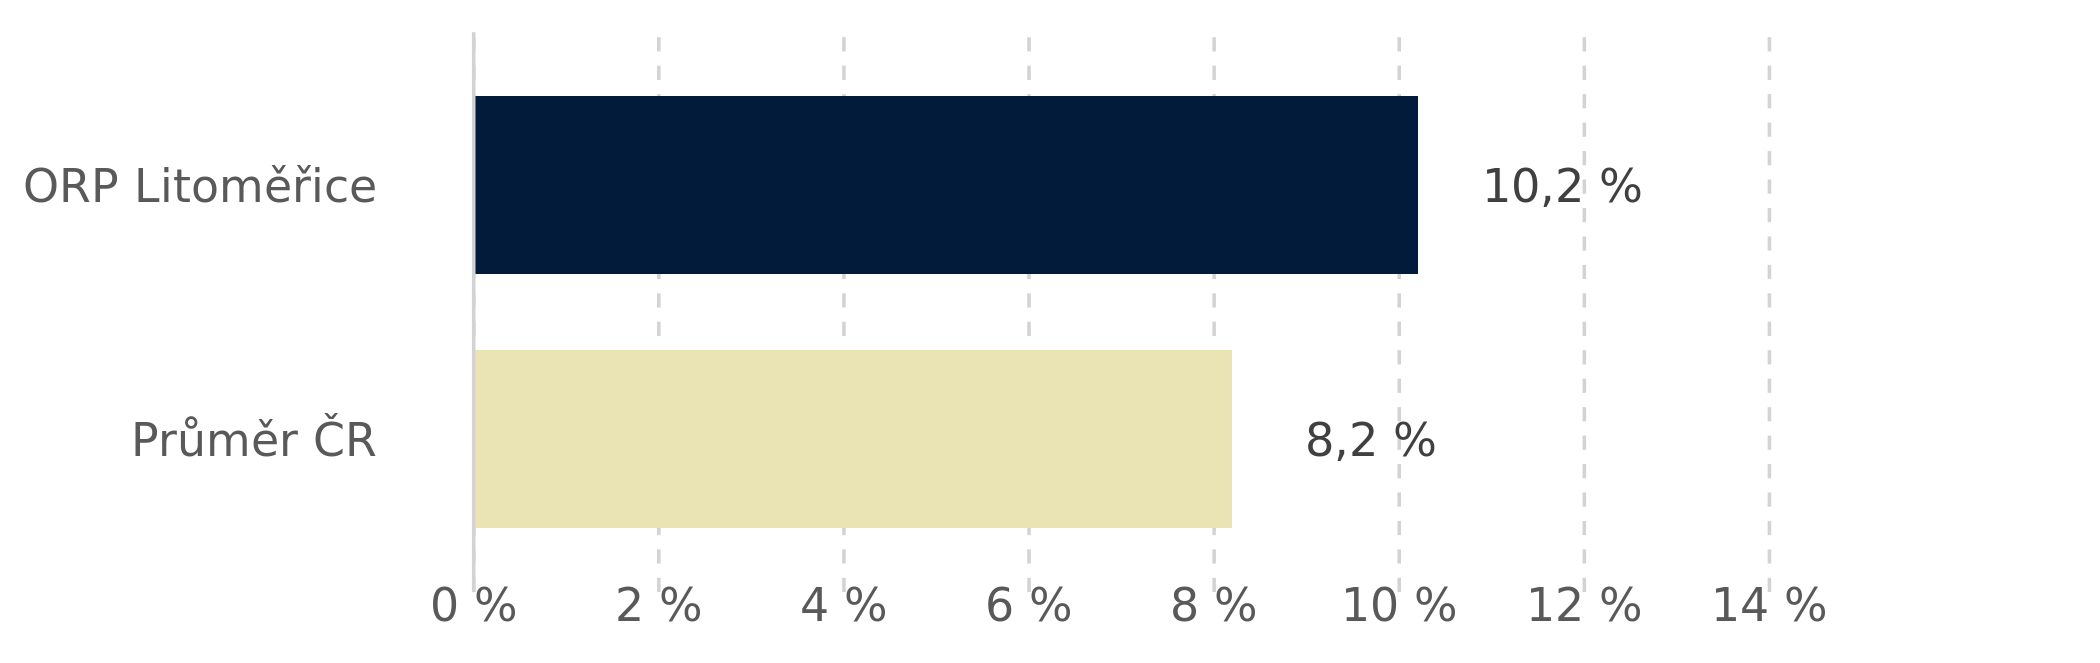 ORP Litoměřice
10,2 %
Průměr ČR
8,2 %
0 % 2 % 4 % 6 % 8 % 10 % 12 % 14 %